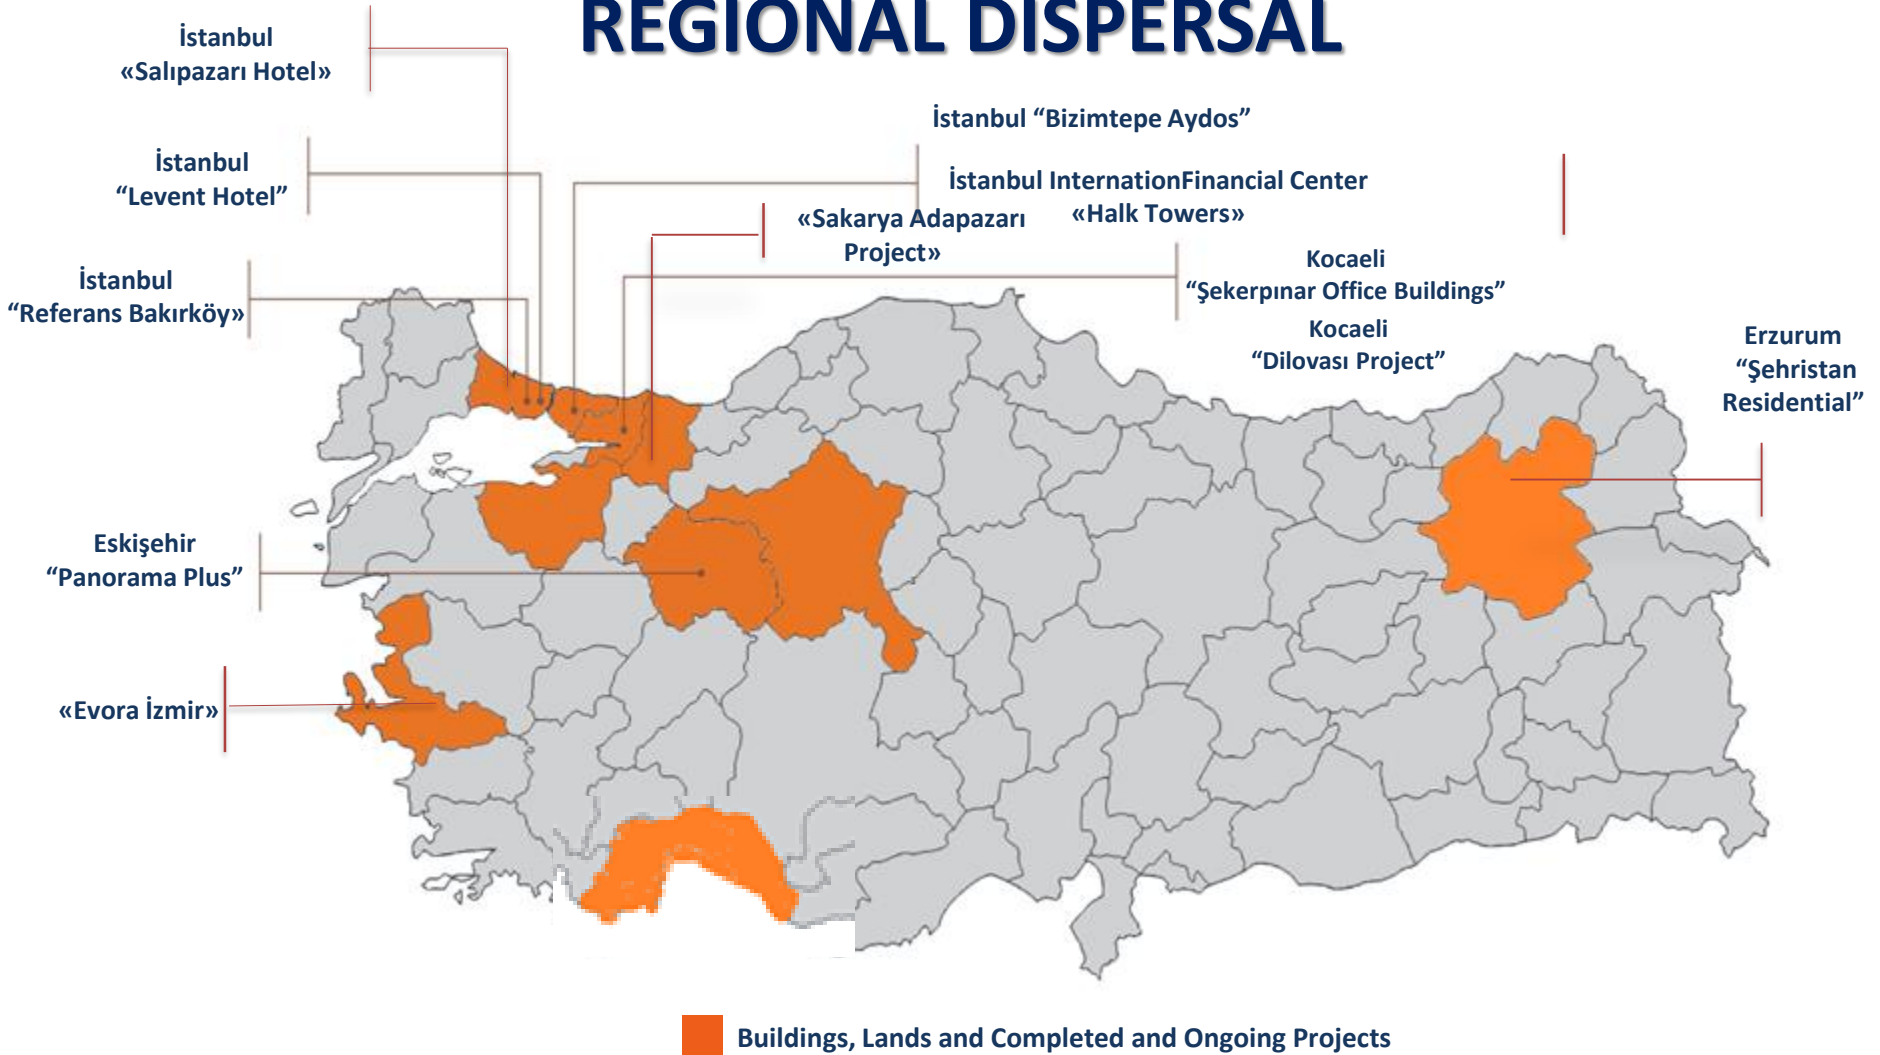 REGIONAL DISPERSAL
İstanbul
«Salıpazarı Hotel»
İstanbul “Bizimtepe Aydos”
İstanbul
“Levent Hotel”
İstanbul InternationFinancial Center
«Halk Towers»
«Sakarya Adapazarı
Project»
İstanbul
“Referans Bakırköy»
Kocaeli
“Şekerpınar Office Buildings”
Kocaeli
“Dilovası Project”
Erzurum
“Şehristan
Residential”
Eskişehir
“Panorama Plus”
«Evora İzmir»
Buildings, Lands and Completed and Ongoing Projects